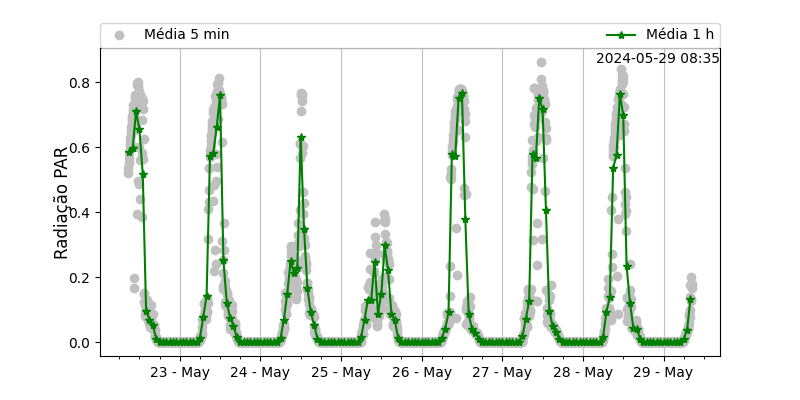 Média 5 min Média 1 h
2024-05-29 08:35
Radiação PAR
0.8
0.6
0.4
0.2
0.0
23 - May 24 - May 25 - May 26 - May 27 - May 28 - May 29 - May